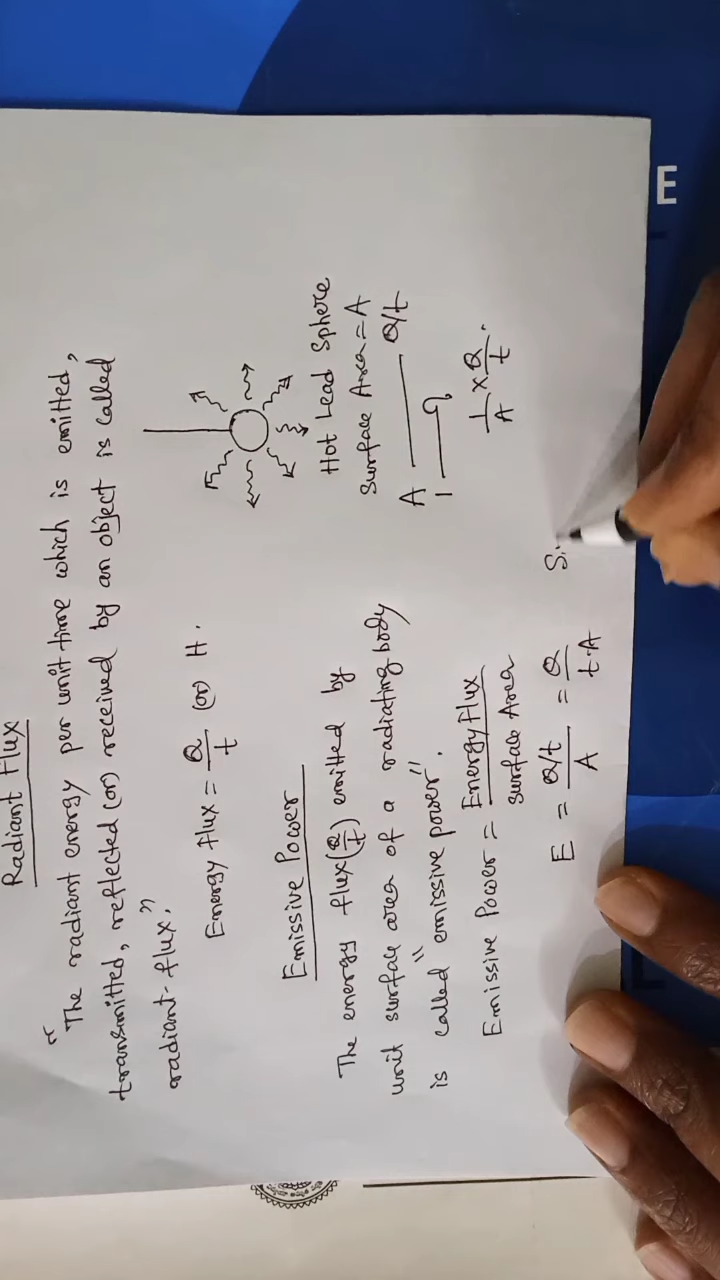 Radiant Flux
"The radiant energy per unit time which is emitted,
transmitted, reflected (or) received by an object is called
radiant-flux."
Energy flux = Q/t (or) H.
Emissive Power
The energy flux(Q/t) emitted by
unit surface area of a radiating body
is called "emissive power".
Emissive Power = Energy flux / surface Area
E = Q/t / A = Q / t·A
Hot Lead Sphere
Surface Area = A
A — Q/t
1 — ?
1/A × Q/t.
S.
E